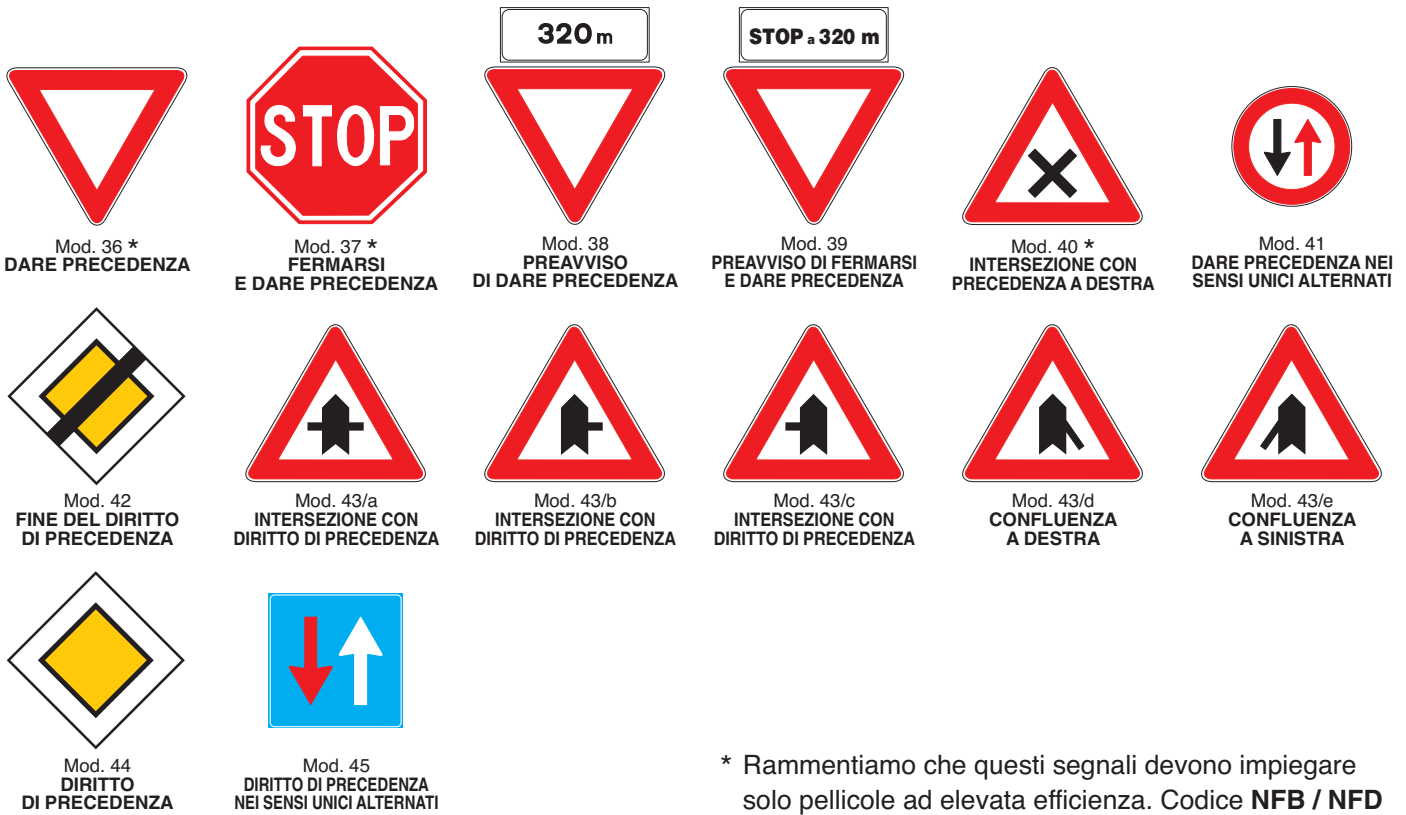 320 m
STOP a 320 m
STOP
Mod. 36 *
DARE PRECEDENZA
Mod. 37 *
FERMARSI
E DARE PRECEDENZA
Mod. 38
PREAVVISO
DI DARE PRECEDENZA
Mod. 39
PREAVVISO DI FERMARSI
E DARE PRECEDENZA
Mod. 40 *
INTERSEZIONE CON
PRECEDENZA A DESTRA
Mod. 41
DARE PRECEDENZA NEI
SENSI UNICI ALTERNATI
Mod. 42
FINE DEL DIRITTO
DI PRECEDENZA
Mod. 43/a
INTERSEZIONE CON
DIRITTO DI PRECEDENZA
Mod. 43/b
INTERSEZIONE CON
DIRITTO DI PRECEDENZA
Mod. 43/c
INTERSEZIONE CON
DIRITTO DI PRECEDENZA
Mod. 43/d
CONFLUENZA
A DESTRA
Mod. 43/e
CONFLUENZA
A SINISTRA
Mod. 44
DIRITTO
DI PRECEDENZA
Mod. 45
DIRITTO DI PRECEDENZA
NEI SENSI UNICI ALTERNATI
* Rammentiamo che questi segnali devono impiegare
solo pellicole ad elevata efficienza. Codice NFB / NFD